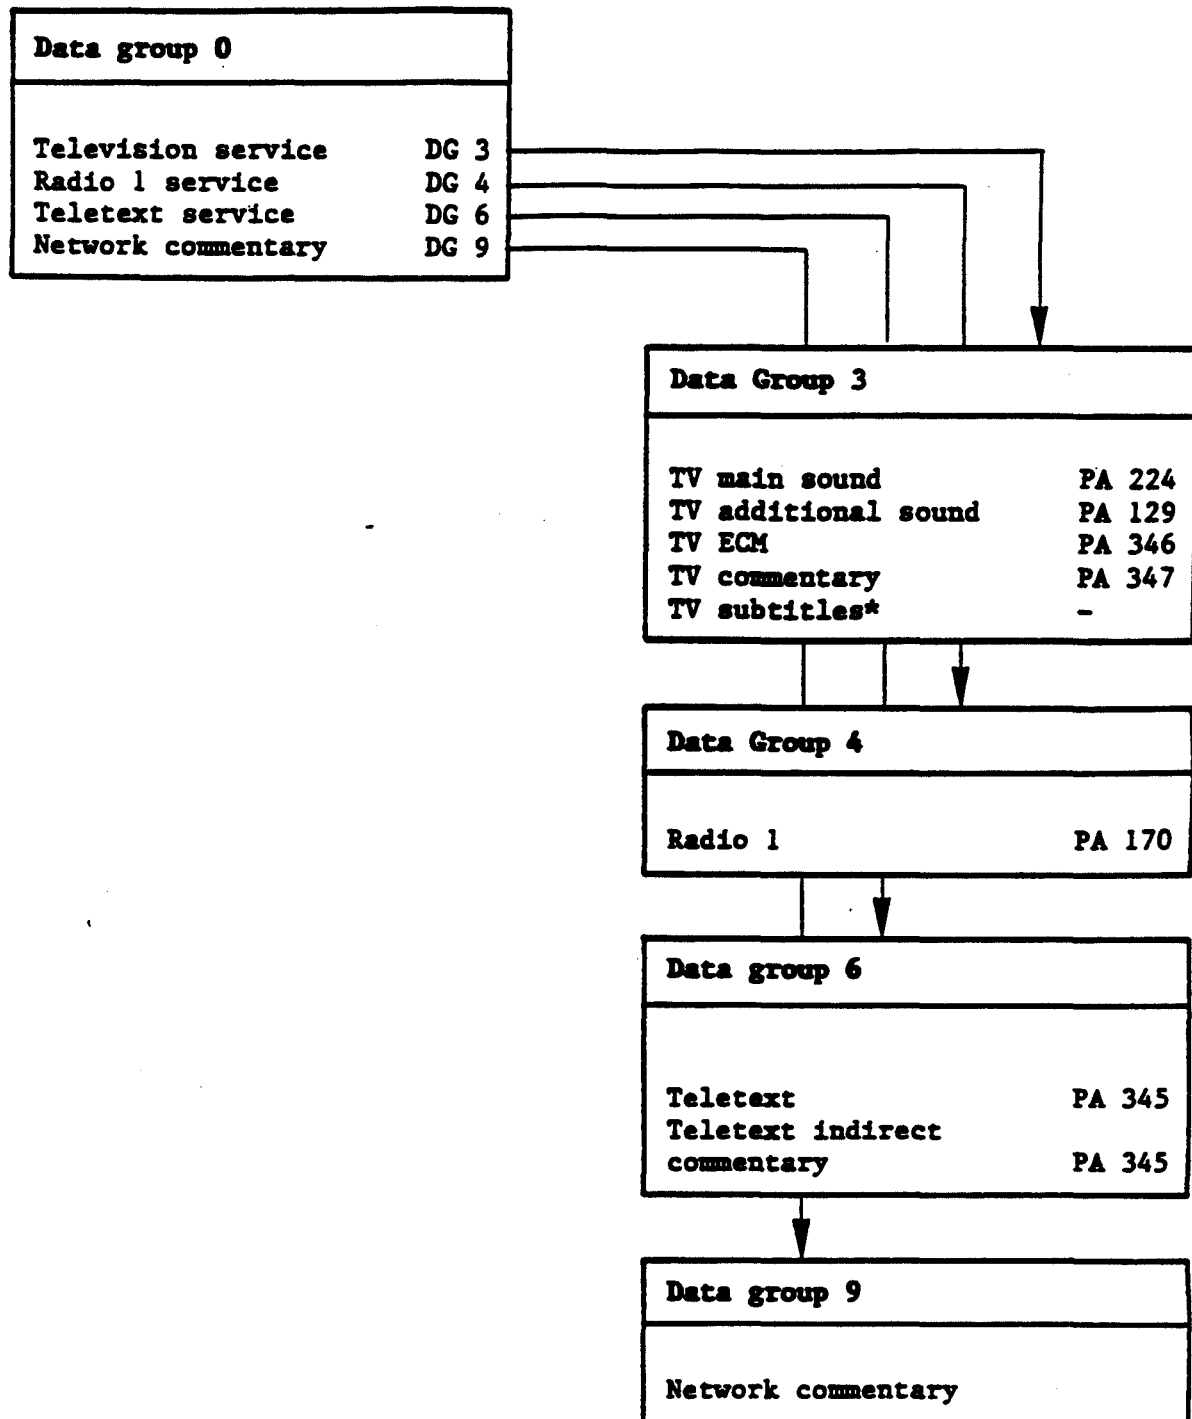 Data group 0
Television service DG 3
Radio 1 service DG 4
Teletext service DG 6
Network commentary DG 9
Data Group 3
TV main sound PA 224
TV additional sound PA 129
TV ECM PA 346
TV commentary PA 347
TV subtitles* -
Data Group 4
Radio 1 PA 170
Data group 6
Teletext PA 345
Teletext indirect
commentary PA 345
Data group 9
Network commentary